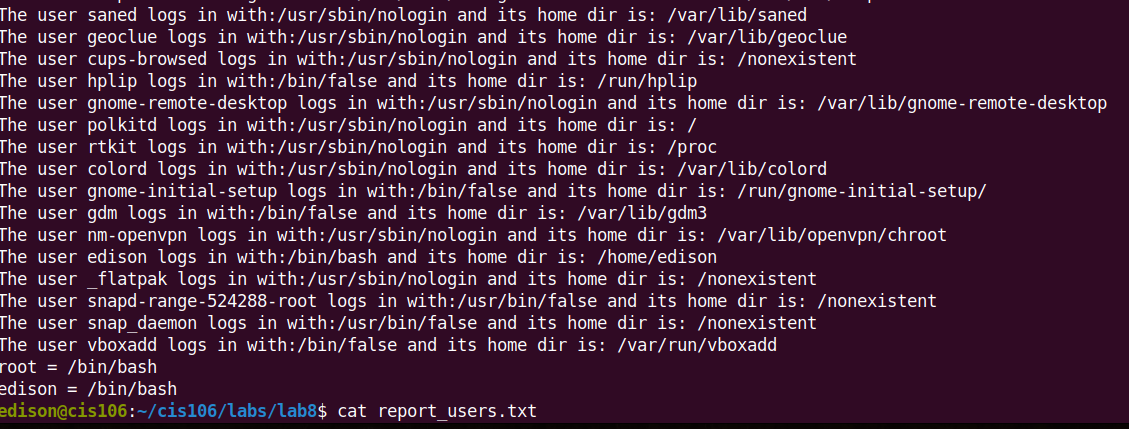 The user saned logs in with:/usr/sbin/nologin and its home dir is: /var/lib/saned
The user geoclue logs in with:/usr/sbin/nologin and its home dir is: /var/lib/geoclue
The user cups-browsed logs in with:/usr/sbin/nologin and its home dir is: /nonexistent
The user hplip logs in with:/bin/false and its home dir is: /run/hplip
The user gnome-remote-desktop logs in with:/usr/sbin/nologin and its home dir is: /var/lib/gnome-remote-desktop
The user polkitd logs in with:/usr/sbin/nologin and its home dir is: /
The user rtkit logs in with:/usr/sbin/nologin and its home dir is: /proc
The user colord logs in with:/usr/sbin/nologin and its home dir is: /var/lib/colord
The user gnome-initial-setup logs in with:/bin/false and its home dir is: /run/gnome-initial-setup/
The user gdm logs in with:/bin/false and its home dir is: /var/lib/gdm3
The user nm-openvpn logs in with:/usr/sbin/nologin and its home dir is: /var/lib/openvpn/chroot
The user edison logs in with:/bin/bash and its home dir is: /home/edison
The user _flatpak logs in with:/usr/sbin/nologin and its home dir is: /nonexistent
The user snapd-range-524288-root logs in with:/usr/bin/false and its home dir is: /nonexistent
The user snap_daemon logs in with:/usr/bin/false and its home dir is: /nonexistent
The user vboxadd logs in with:/bin/false and its home dir is: /var/run/vboxadd
root = /bin/bash
edison = /bin/bash
edison@cis106:~/cis106/labs/lab8$ cat report_users.txt